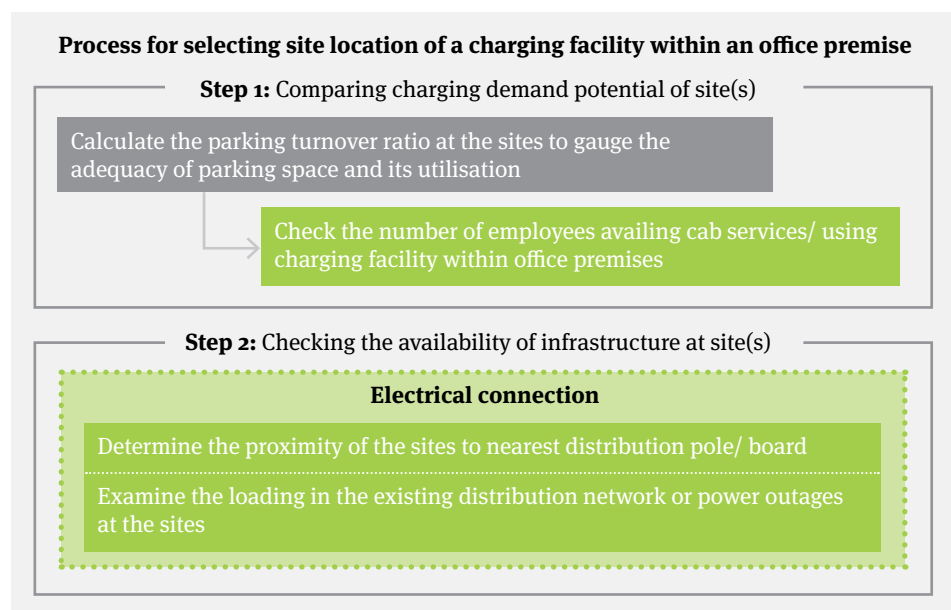 Process for selecting site location of a charging facility within an office premise
Step 1: Comparing charging demand potential of site(s)
Calculate the parking turnover ratio at the sites to gauge the
adequacy of parking space and its utilisation
Check the number of employees availing cab services/ using
charging facility within office premises
Step 2: Checking the availability of infrastructure at site(s)
Electrical connection
Determine the proximity of the sites to nearest distribution pole/ board
Examine the loading in the existing distribution network or power outages
at the sites